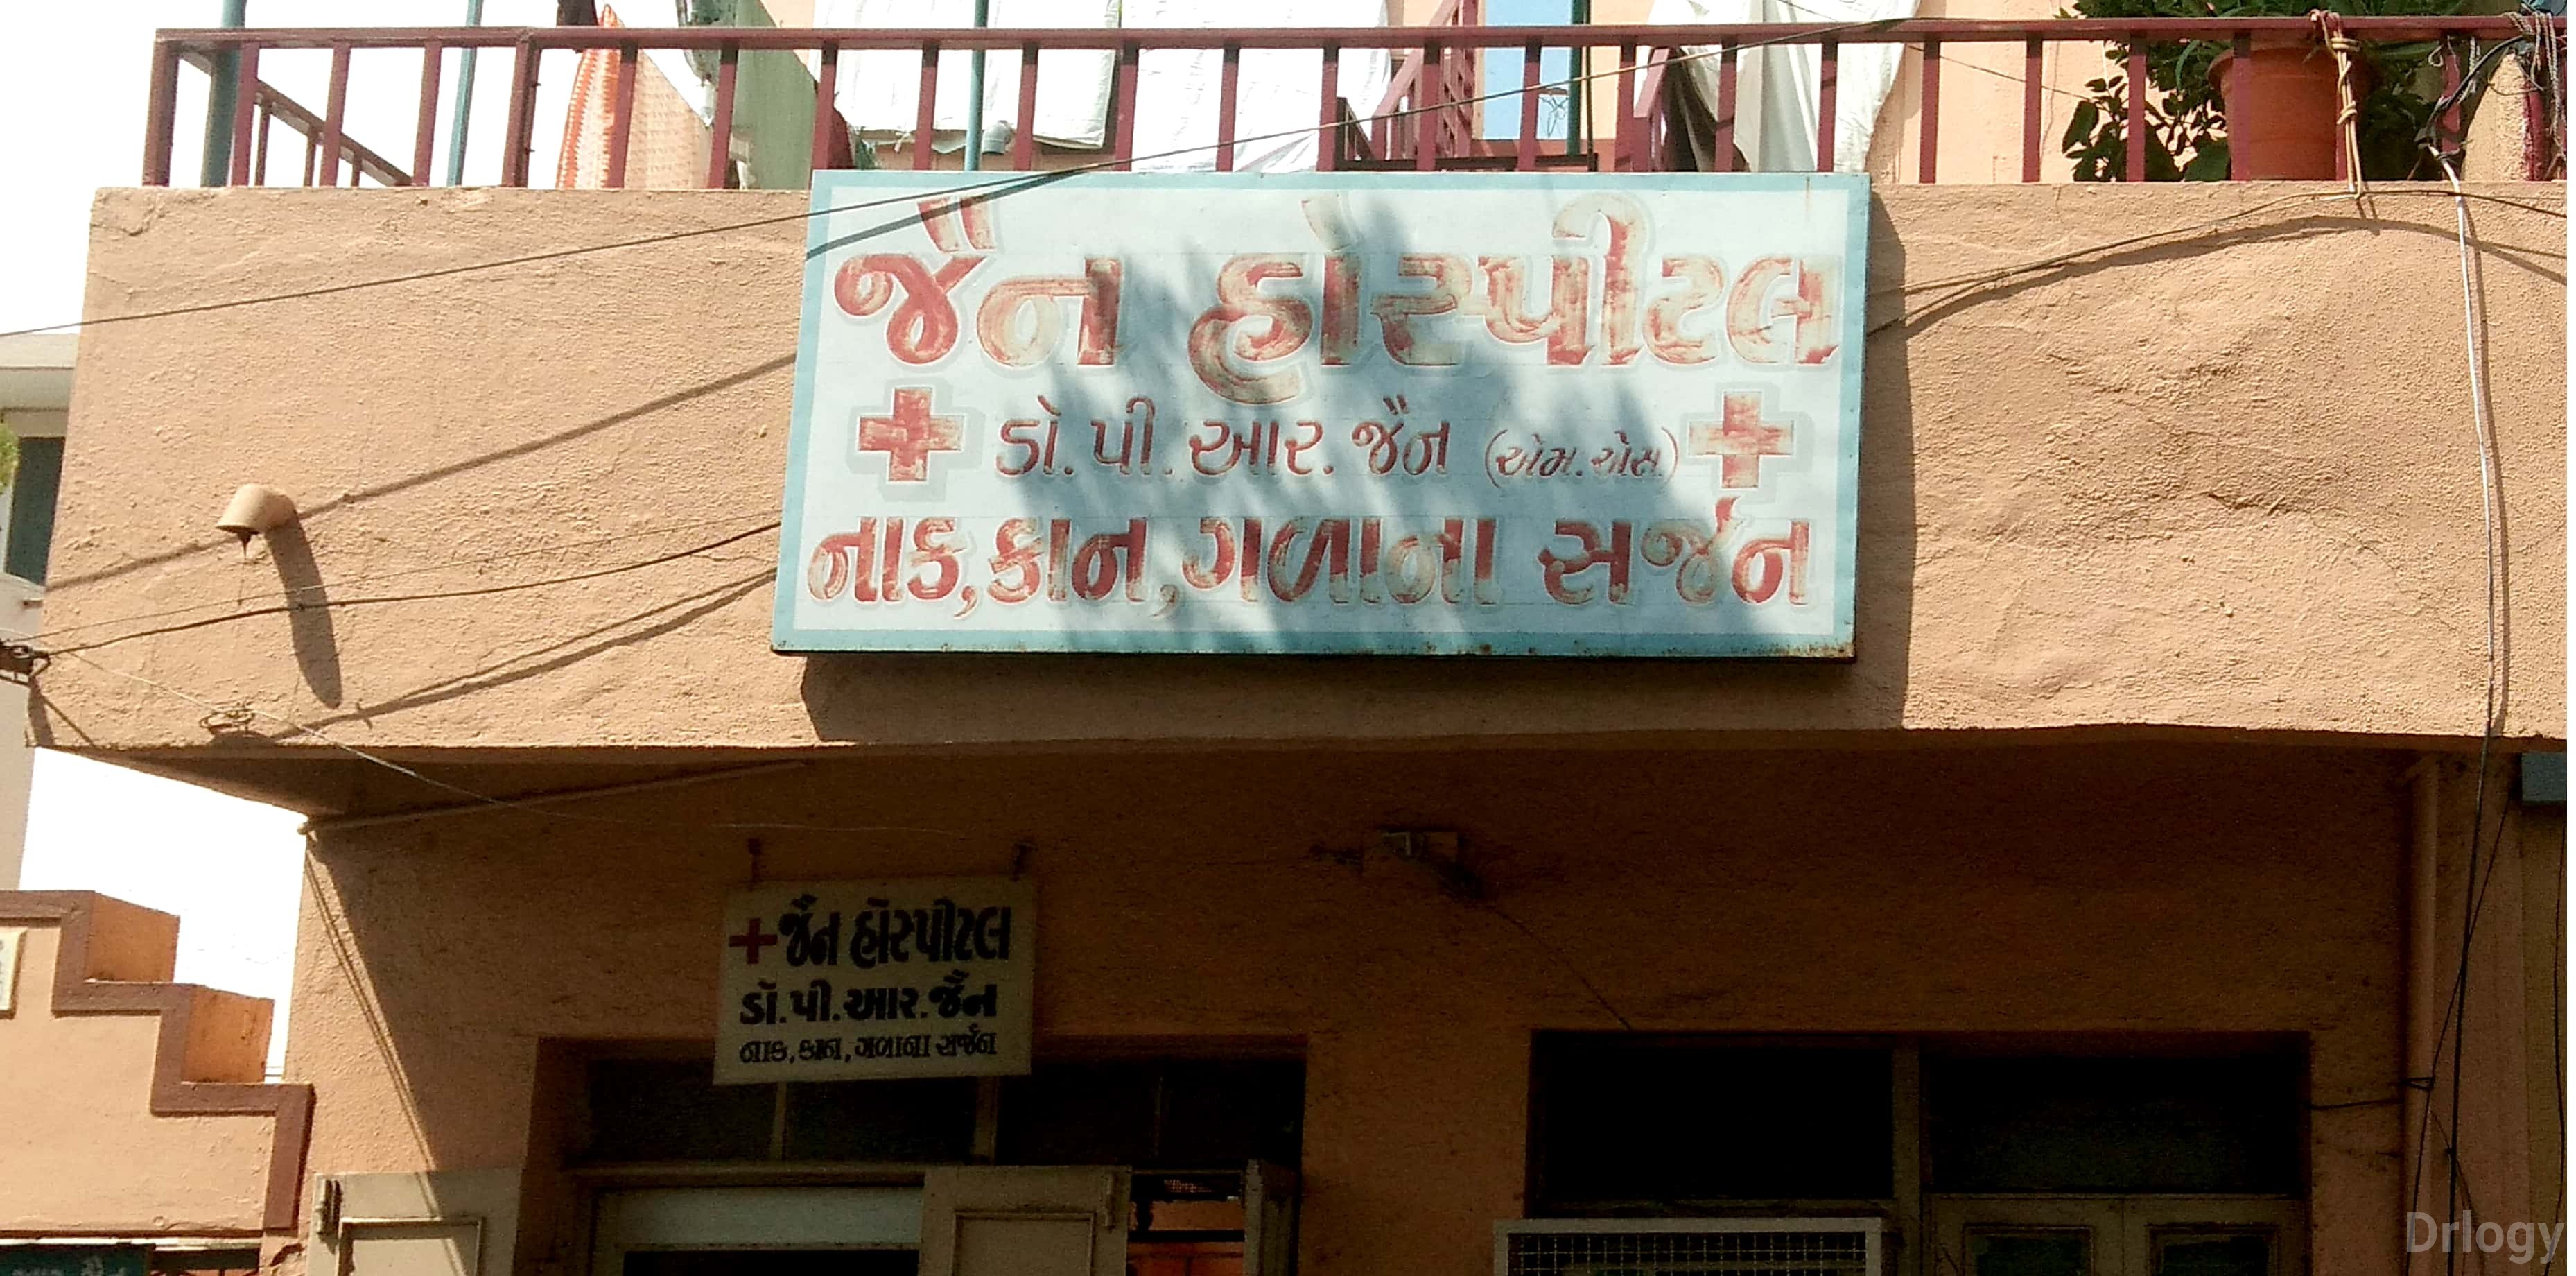 જૈન હોસ્પીટલ
ડો. પી. આર. જૈન (એમ. એસ.)
નાક, કાન, ગળાના સર્જન
જૈન હોસ્પીટલ
ડૉ. પી. આર. જૈન
નાક, કાન, ગળાના સર્જન
Drlogy